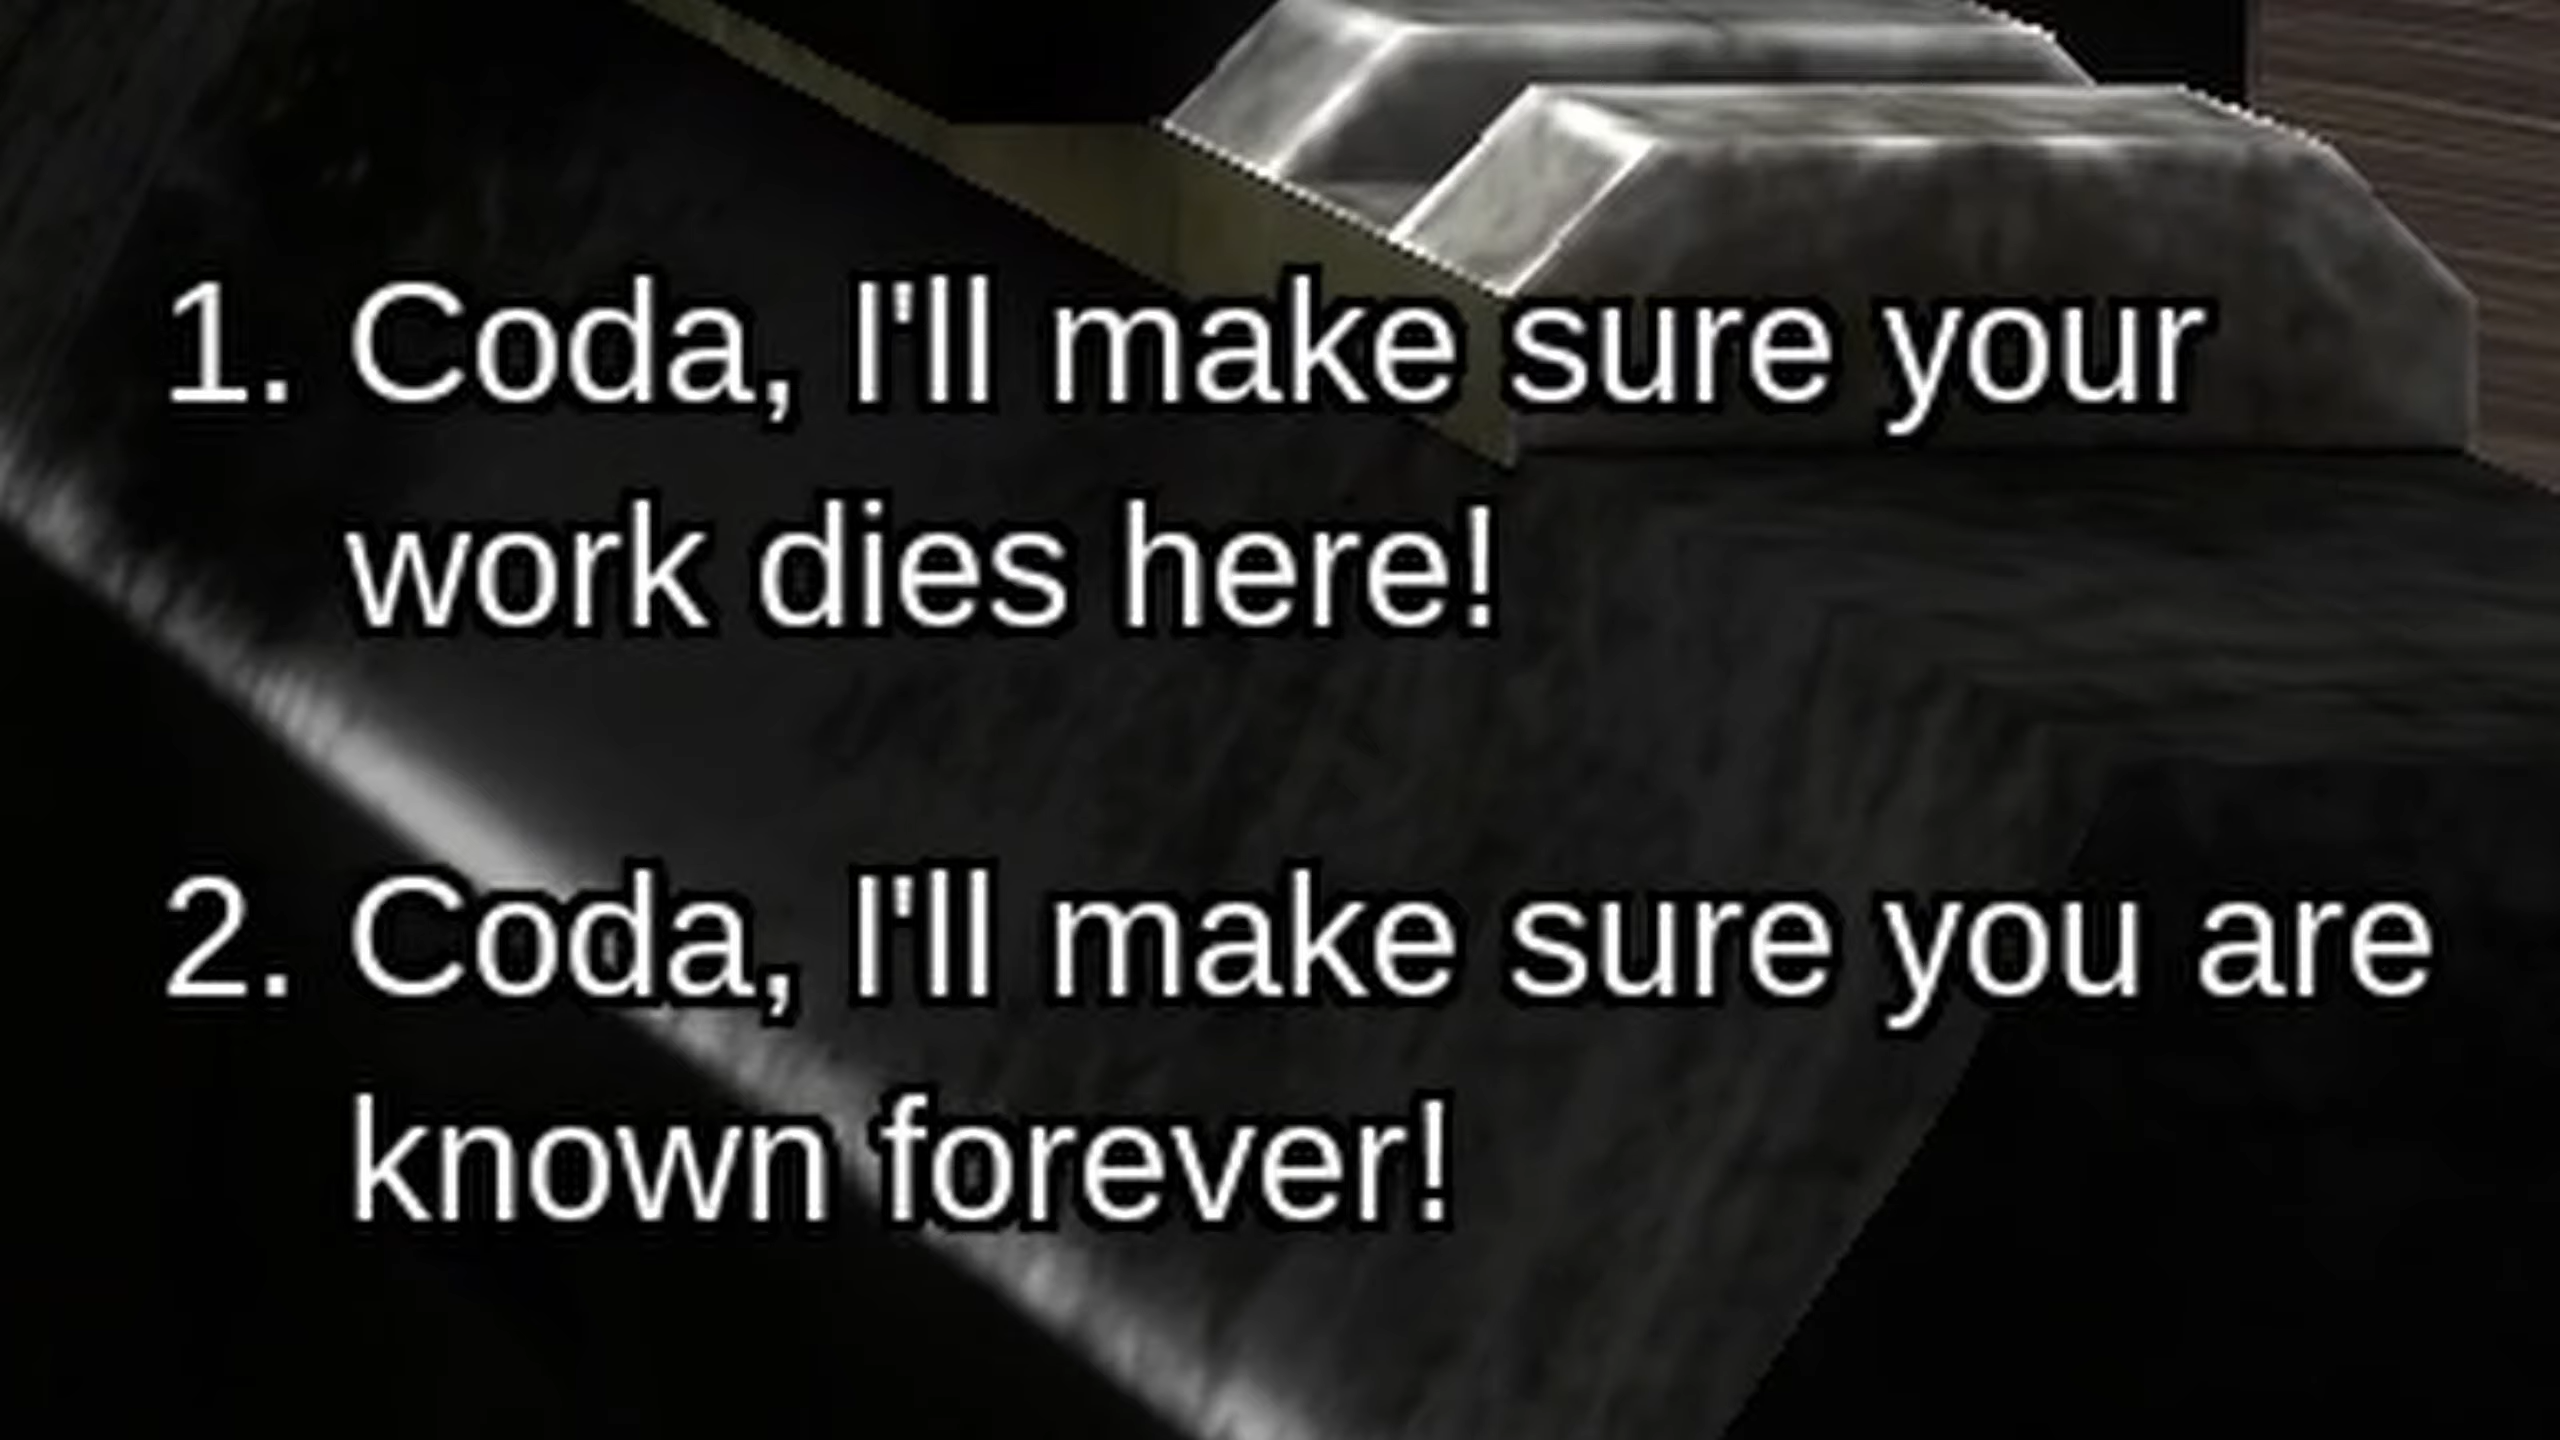 1. Coda, I'll make sure your
work dies here!
2. Coda, I'll make sure you are
known forever!